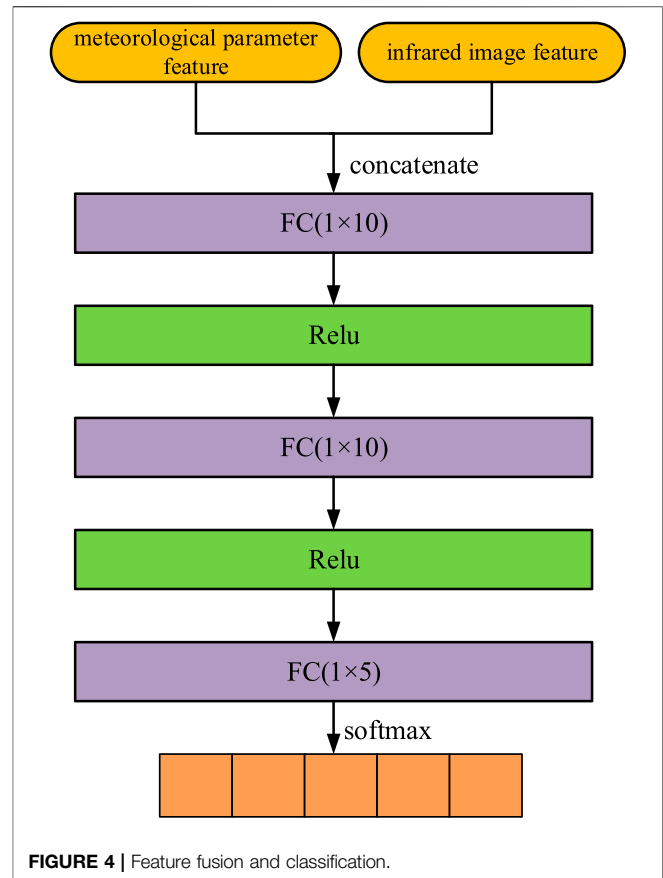 meteorological parameter
feature
infrared image feature
concatenate
FC(1×10)
Relu
FC(1×10)
Relu
FC(1×5)
softmax
FIGURE 4 | Feature fusion and classification.